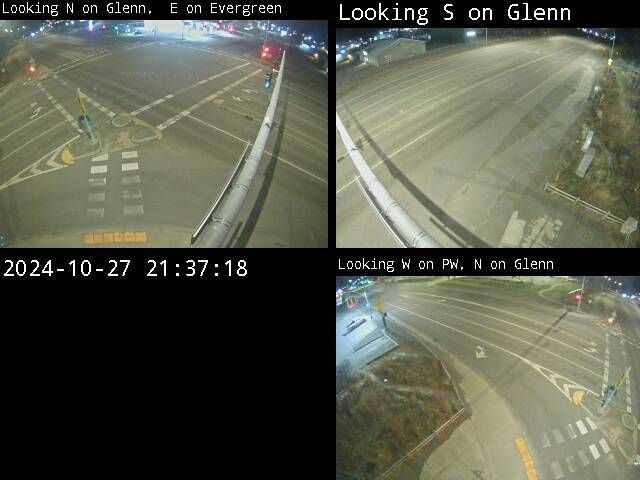 Looking N on Glenn, E on Evergreen
Looking S on Glenn
2024-10-27 21:37:18
Looking W on PW, N on Glenn